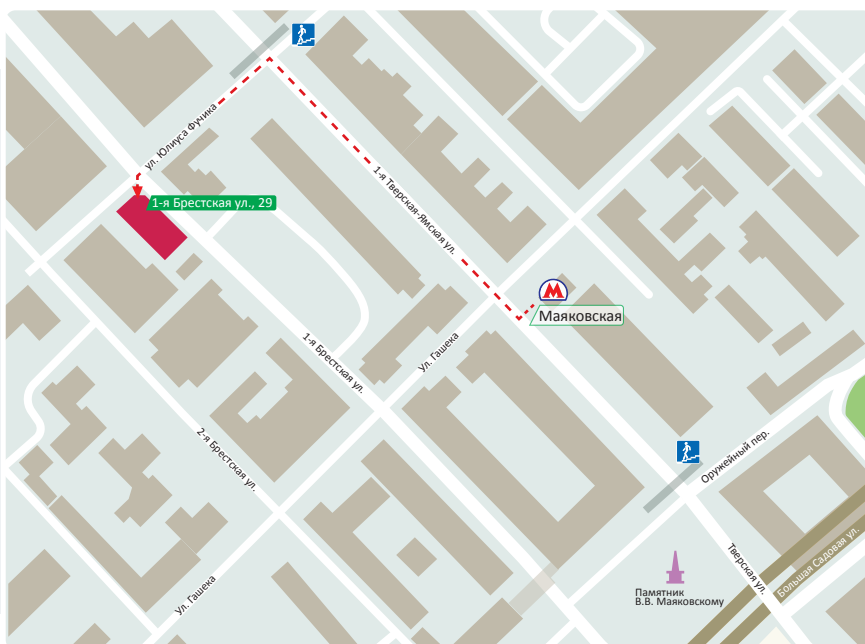 ул. Юлиуса Фучика
1-я Брестская ул., 29
1-я Тверская-Ямская ул.
М
Маяковская
Ул. Гашека
1-я Брестская ул.
2-я Брестская ул.
Оружейный пер.
Тверская ул.
Большая Садовая ул.
Ул. Гашека
Памятник
В.В. Маяковскому